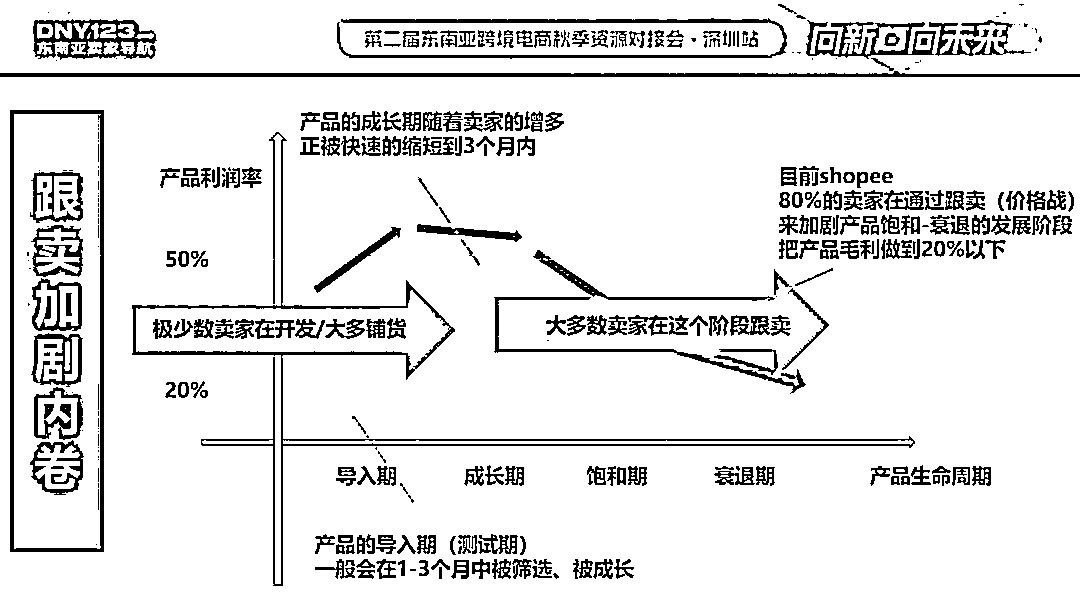 DNY123
东南亚卖家导航
第二届东南亚跨境电商秋季资源对接会·深圳站
向新而向未来
跟卖加剧内卷
产品的成长期随着卖家的增多
正被快速的缩短到3个月内
产品利润率
目前shopee
80%的卖家在通过跟卖（价格战）
来加剧产品饱和-衰退的发展阶段
把产品毛利做到20%以下
50%
极少数卖家在开发/大多铺货
大多数卖家在这个阶段跟卖
20%
导入期
成长期
饱和期
衰退期
产品生命周期
产品的导入期（测试期）
一般会在1-3个月中被筛选、被成长